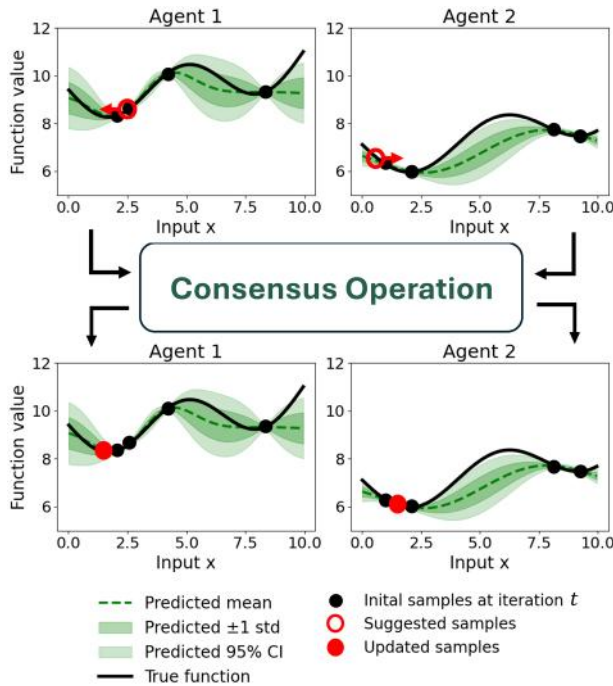 Agent 1
Agent 2
Function value
12
10
8
6
0.0 2.5 5.0 7.5 10.0
Input x
12
10
8
6
0.0 2.5 5.0 7.5 10.0
Input x
Consensus Operation
Agent 1
Agent 2
Function value
12
10
8
6
0.0 2.5 5.0 7.5 10.0
Input x
12
10
8
6
0.0 2.5 5.0 7.5 10.0
Input x
Predicted mean
Predicted ±1 std
Predicted 95% CI
True function
Inital samples at iteration t
Suggested samples
Updated samples